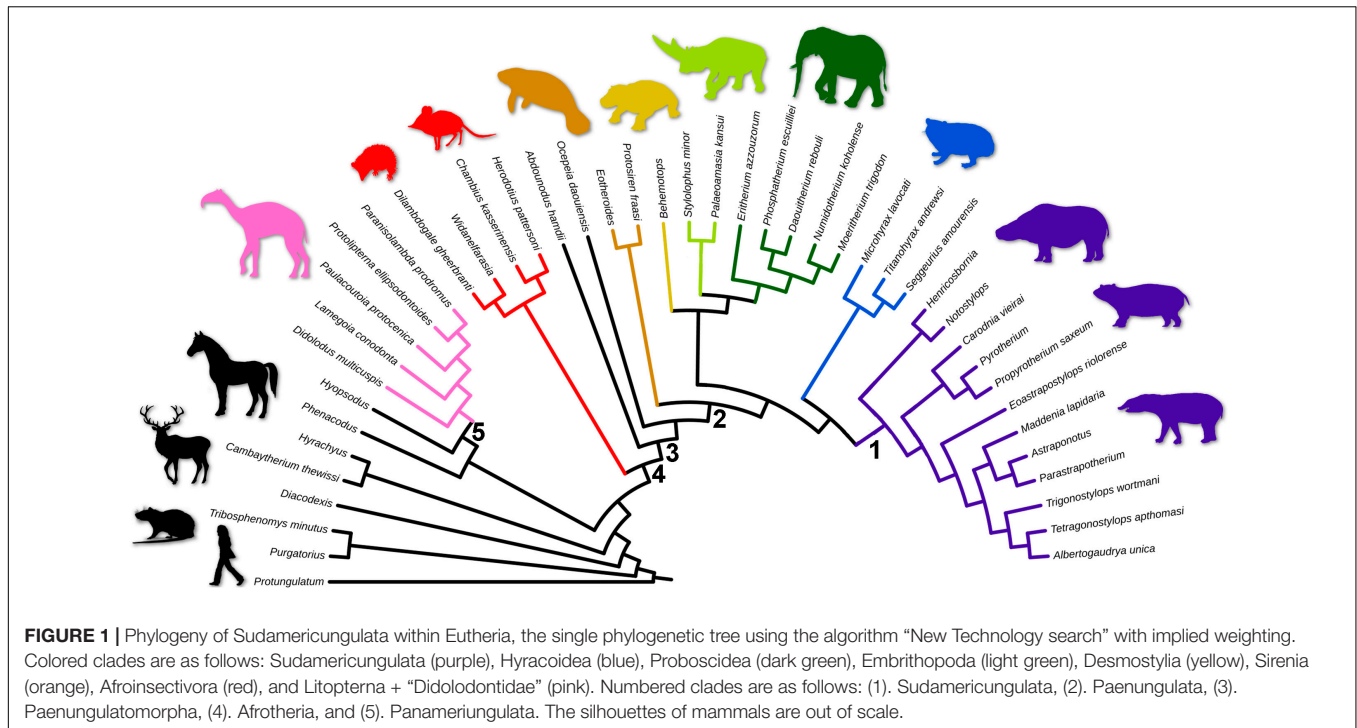 Protungulatum
Purgatorius
Tribosphenomys minutus
Diacodexis
Cambaytherium thewissi
Hyrachyus
Phenacodus
Hyopsodus
Didolodus multicuspis
Lamegoia conodonta
Paulacoutoia protocenica
Protolipterna ellipsodontoides
Paranisolambda prodromus
Dilambdogale gheerbranti
Widanelfarasia
Chambius kasserinensis
Herodotius pattersoni
Abdounodus hamdii
Ocepeia daouiensis
Eotheroides
Protosiren fraasi
Behemotops
Stylolophus minor
Palaeoamasia kansui
Eritherium azzouzorum
Phosphatherium escuilliei
Daouitherium rebouli
Numidotherium koholense
Moeritherium trigodon
Microhyrax lavocati
Titanohyrax andrewsi
Seggeurius amourensis
Henricosbornia
Notostylops
Carodnia vieirai
Pyrotherium
Propyrotherium saxeum
Eoastrapostylops riolorense
Maddenia lapidaria
Astraponotus
Parastrapotherium
Trigonostylops wortmani
Tetragonostylops apthomasi
Albertogaudrya unica
1
2
3
4
5
FIGURE 1 | Phylogeny of Sudamericungulata within Eutheria, the single phylogenetic tree using the algorithm “New Technology search” with implied weighting.
Colored clades are as follows: Sudamericungulata (purple), Hyracoidea (blue), Proboscidea (dark green), Embrithopoda (light green), Desmostylia (yellow), Sirenia
(orange), Afroinsectivora (red), and Litopterna + “Didolodontidae” (pink). Numbered clades are as follows: (1). Sudamericungulata, (2). Paenungulata, (3).
Paenungulatomorpha, (4). Afrotheria, and (5). Panameriungulata. The silhouettes of mammals are out of scale.